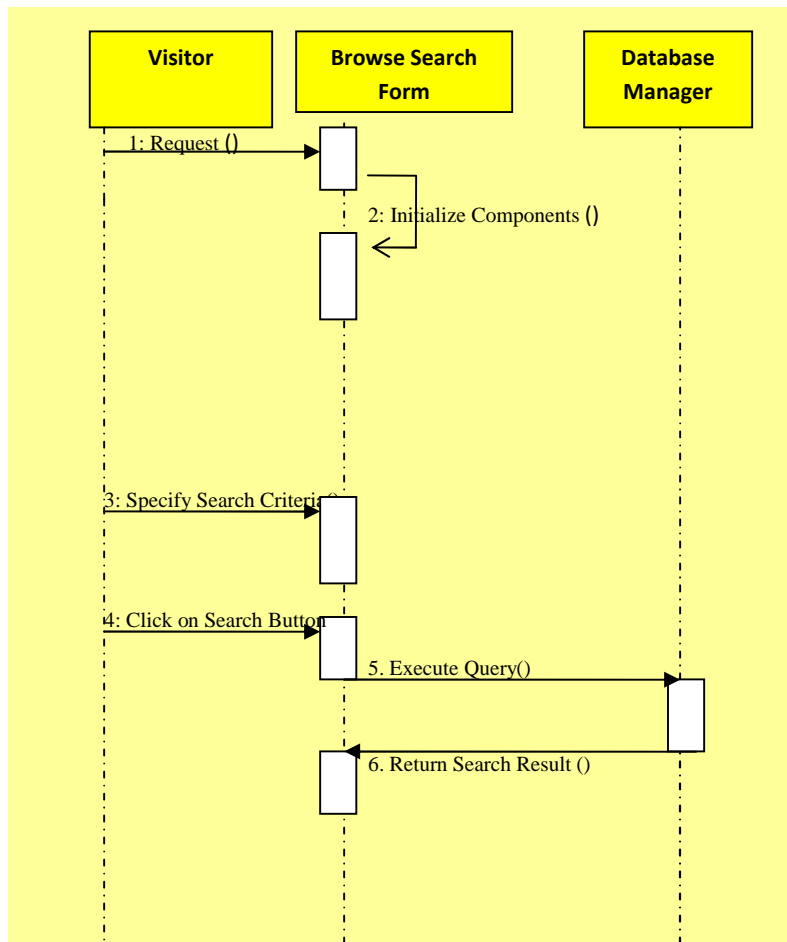 Visitor
Browse Search
Form
Database
Manager
1: Request ()
2: Initialize Components ()
3: Specify Search Criteria()
4: Click on Search Button
5. Execute Query()
6. Return Search Result ()